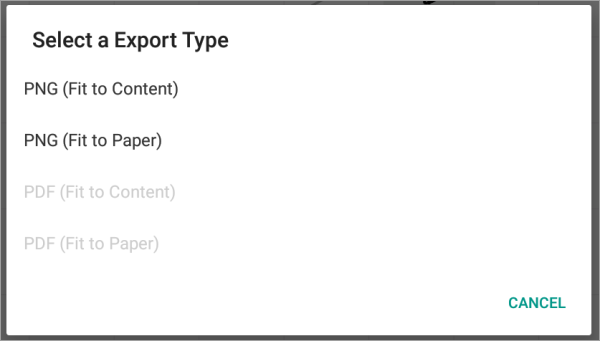 Select a Export Type
PNG (Fit to Content)
PNG (Fit to Paper)
PDF (Fit to Content)
PDF (Fit to Paper)
CANCEL